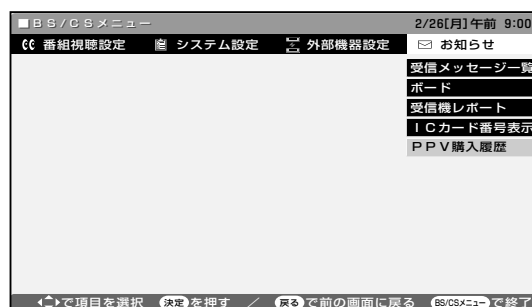 ■BS/CSメニュー 2/26[月]午前 9:00
番組視聴設定 システム設定 外部機器設定 お知らせ
受信メッセージ一覧
ボード
受信機レポート
ICカード番号表示
PPV購入履歴
で項目を選択 決定を押す / 戻るで前の画面に戻る BS/CSメニューで終了